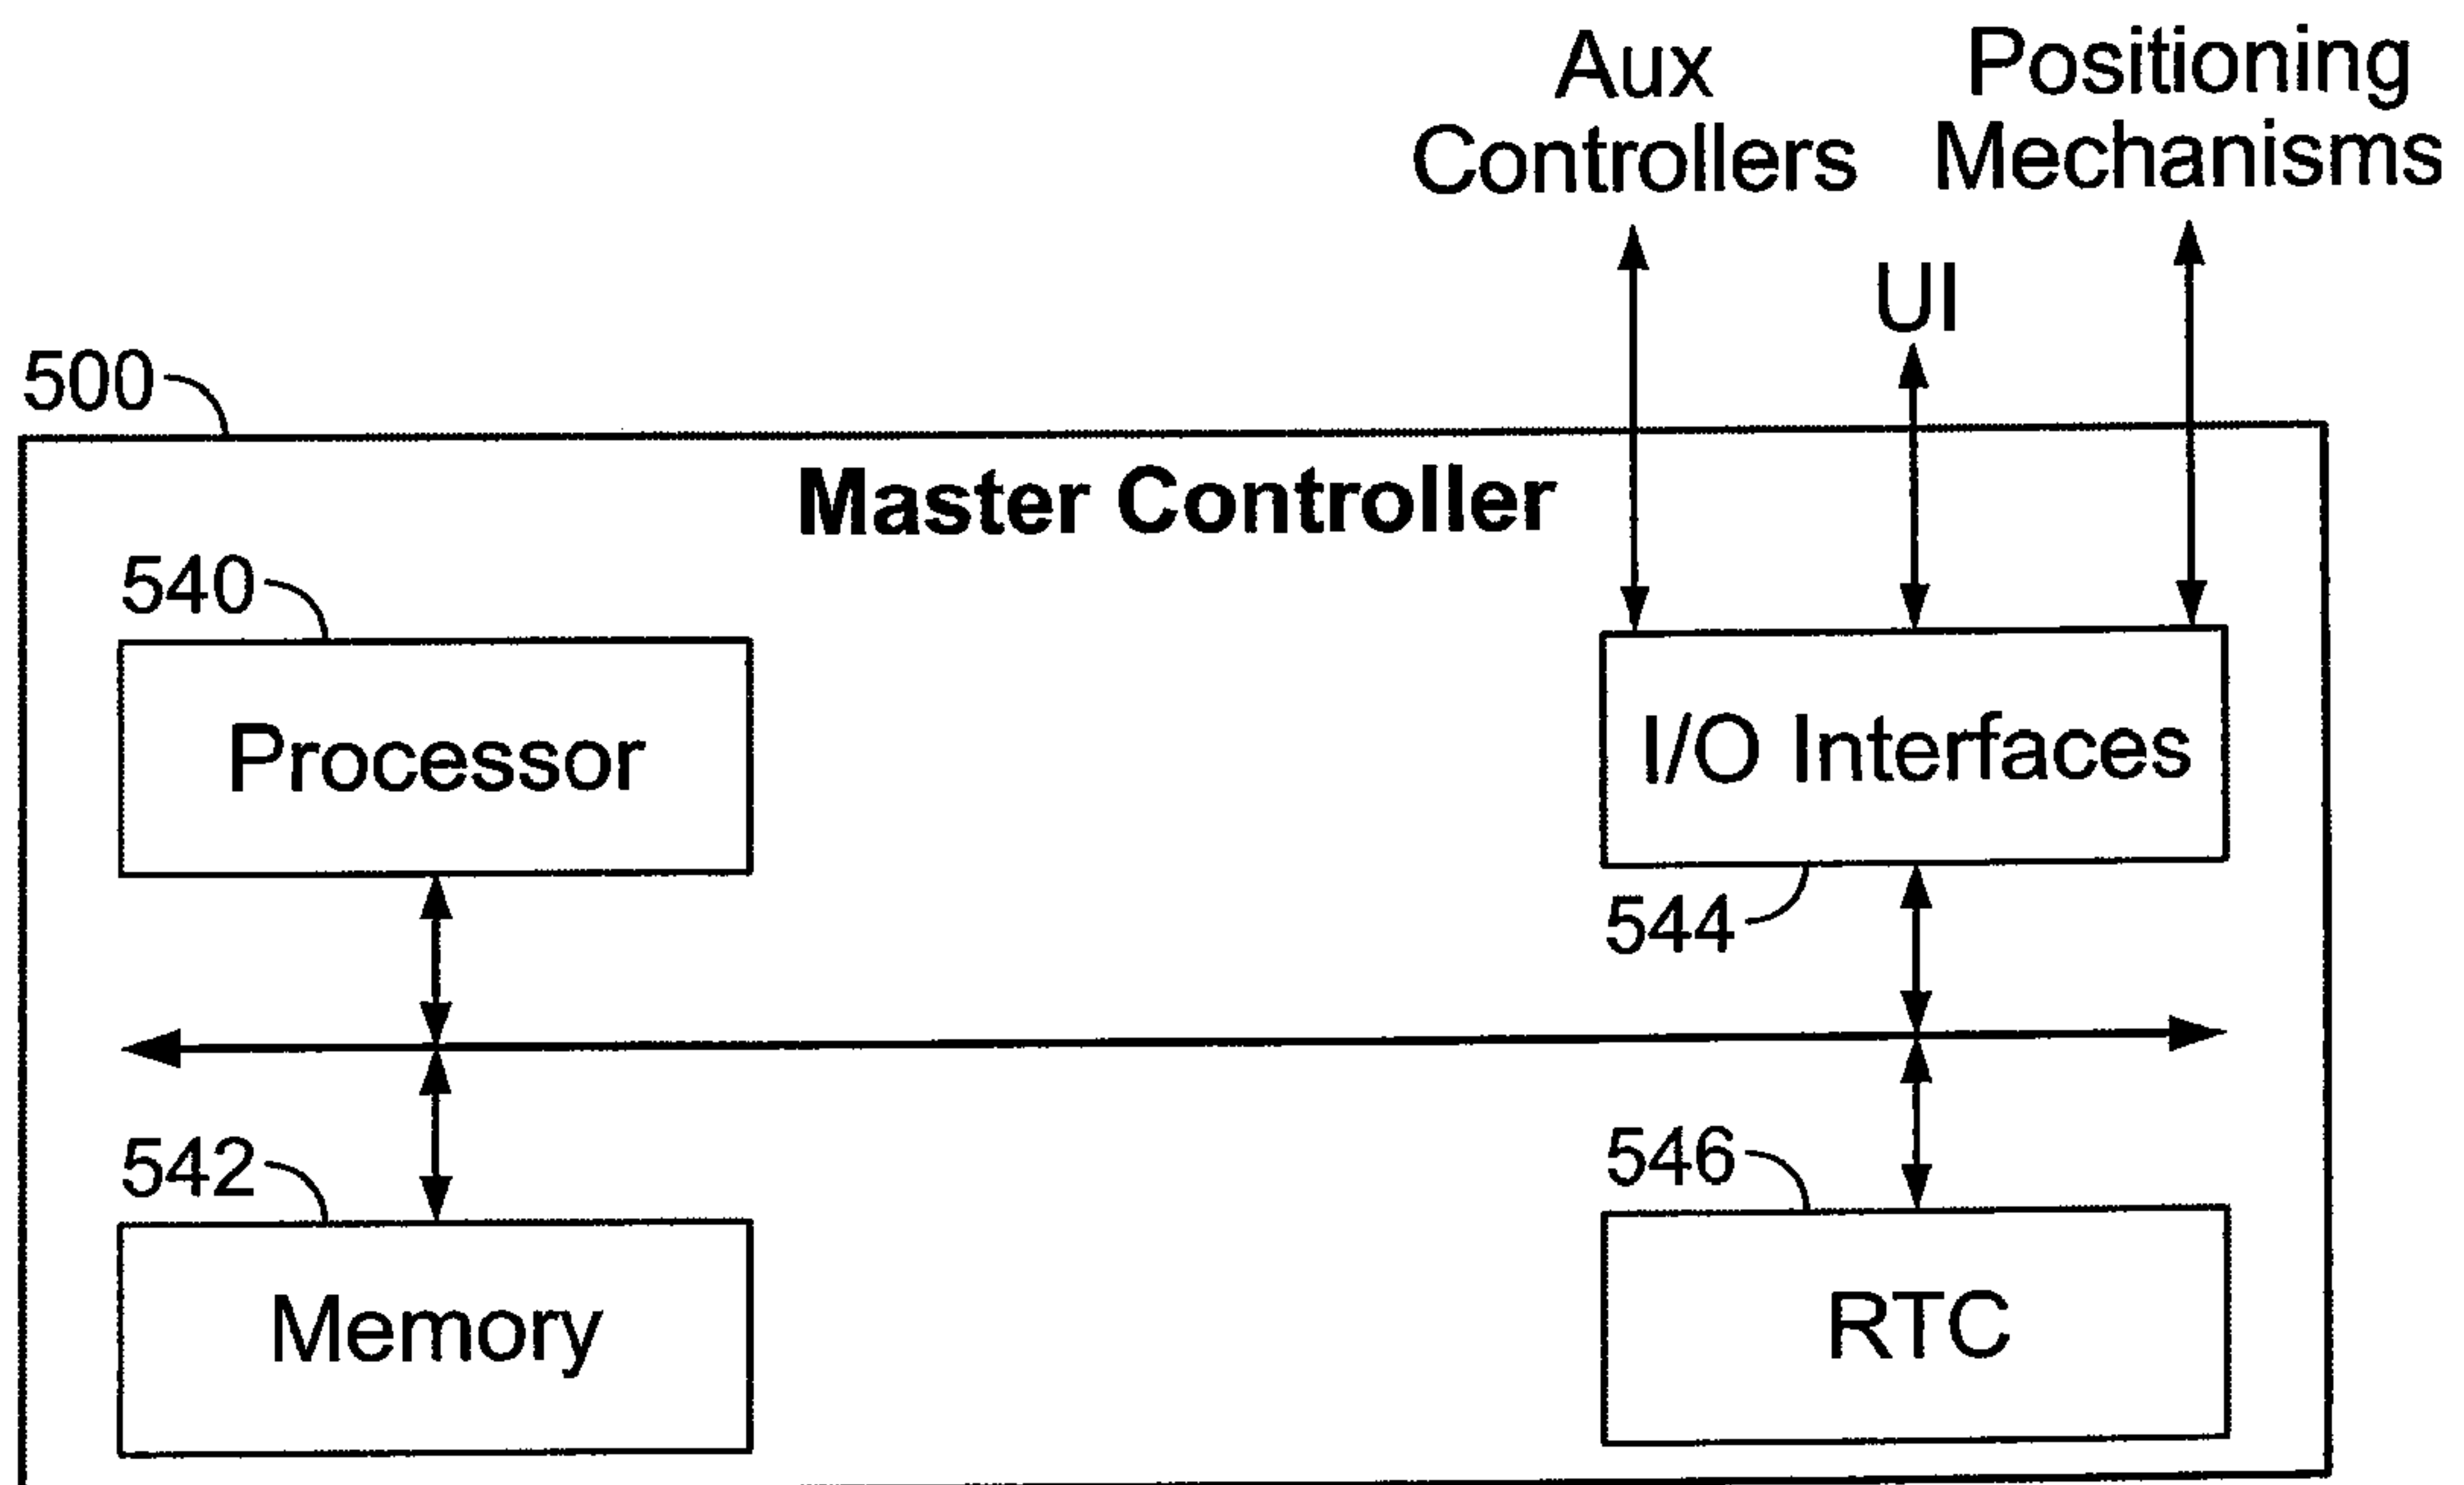 Aux
Controllers
Positioning
Mechanisms
UI
500
Master Controller
540
Processor
I/O Interfaces
544
542
Memory
546
RTC